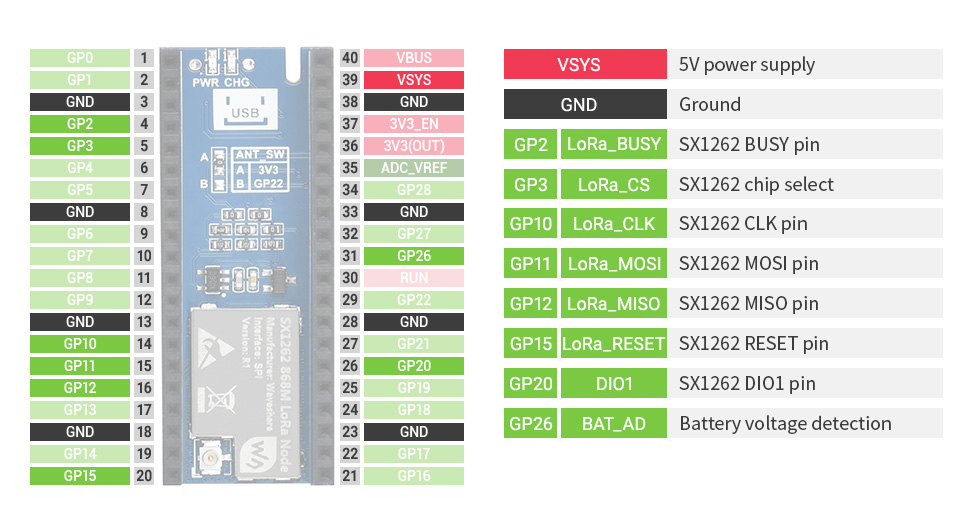 GP0 1
GP1 2
GND 3
GP2 4
GP3 5
GP4 6
GP5 7
GND 8
GP6 9
GP7 10
GP8 11
GP9 12
GND 13
GP10 14
GP11 15
GP12 16
GP13 17
GND 18
GP14 19
GP15 20
PWR CHG
USB
A
B
ANT_SW
A 3V3
B GP22
SX1262 868M LoRa Node
Manufacturer: Waveshare
Interface: SPI
Version: R1
40 VBUS
39 VSYS
38 GND
37 3V3_EN
36 3V3(OUT)
35 ADC_VREF
34 GP28
33 GND
32 GP27
31 GP26
30 RUN
29 GP22
28 GND
27 GP21
26 GP20
25 GP19
24 GP18
23 GND
22 GP17
21 GP16
VSYS 5V power supply
GND Ground
GP2 LoRa_BUSY SX1262 BUSY pin
GP3 LoRa_CS SX1262 chip select
GP10 LoRa_CLK SX1262 CLK pin
GP11 LoRa_MOSI SX1262 MOSI pin
GP12 LoRa_MISO SX1262 MISO pin
GP15 LoRa_RESET SX1262 RESET pin
GP20 DIO1 SX1262 DIO1 pin
GP26 BAT_AD Battery voltage detection